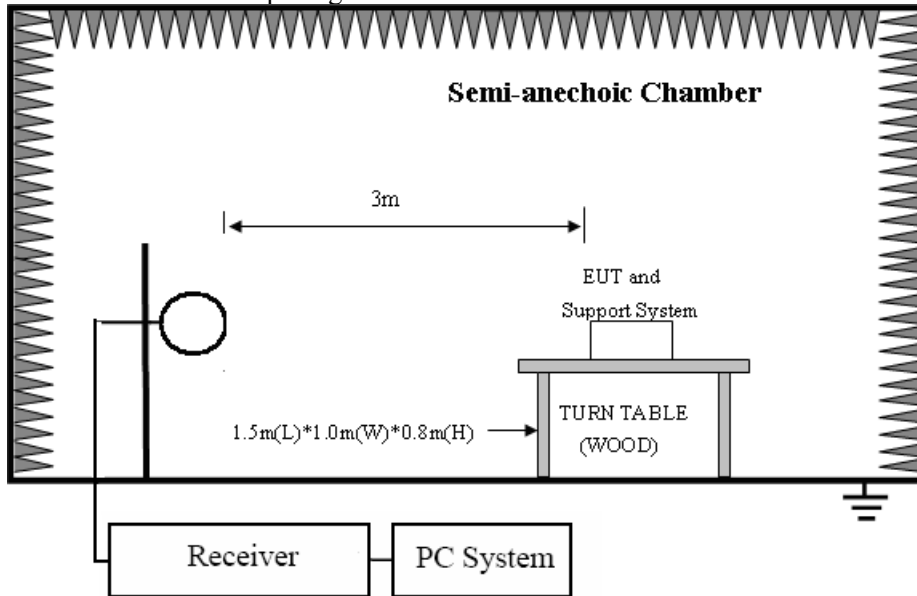 Semi-anechoic Chamber
3m
EUT and
Support System
1.5m(L)*1.0m(W)*0.8m(H)
TURN TABLE
(WOOD)
Receiver
PC System